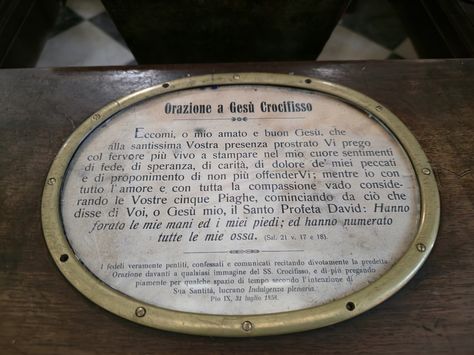 Orazione a Gesù Crocifisso
Eccomi, o mio amato e buon Gesù, che
alla santissima Vostra presenza prostrato Vi prego
col fervore più vivo a stampare nel mio cuore sentimenti
di fede, di speranza, di carità, di dolore de' miei peccati
e di proponimento di non più offenderVi; mentre io con
tutto l'amore e con tutta la compassione vado conside-
rando le Vostre cinque Piaghe, cominciando da ciò che
disse di Voi, o Gesù mio, il Santo Profeta David: Hanno
forato le mie mani ed i miei piedi; ed hanno numerato
tutte le mie ossa. (Sal. 21 v. 17 e 18).
I fedeli veramente pentiti, confessati e comunicati recitando divotamente la predetta
Orazione davanti a qualsiasi immagine del SS. Crocifisso, e di più pregando
piamente per qualche spazio di tempo secondo l'intenzione di
Sua Santità, lucrano Indulgenza plenaria.
Pio IX, 31 luglio 1858.